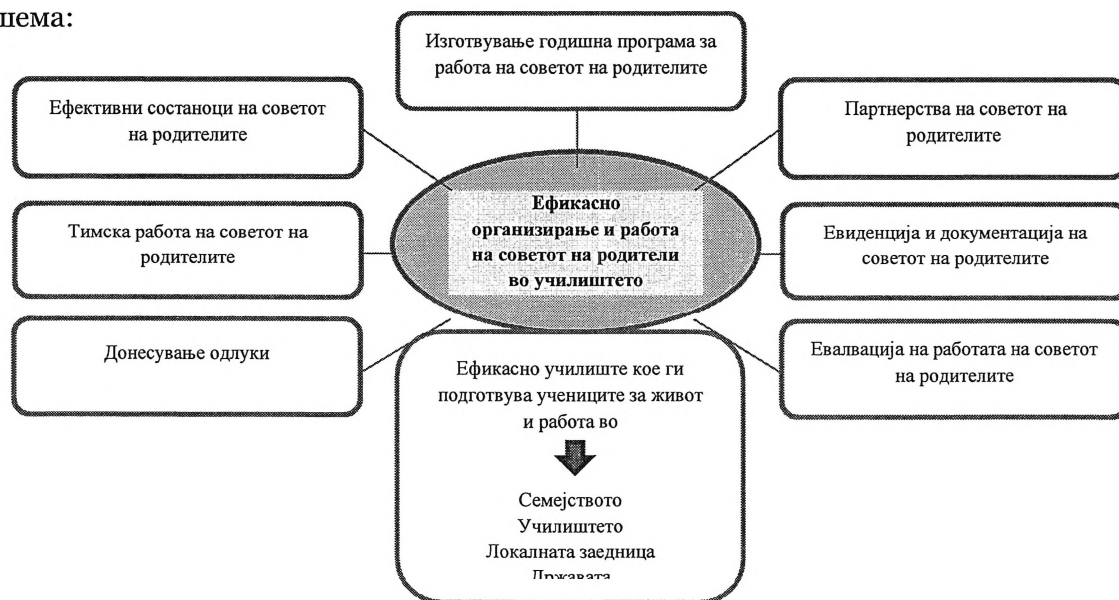 шема:
Изготвување годишна програма за
работа на советот на родителите
Ефективни состаноци на советот
на родителите
Партнерства на советот на
родителите
Ефикасно
организирање и работа
на советот на родители
во училиштето
Тимска работа на советот на
родителите
Евиденција и документација на
советот на родителите
Донесување одлуки
Евалвација на работата на советот
на родителите
Ефикасно училиште кое ги
подготвува учениците за живот
и работа во
Семејството
Училиштето
Локалната заедница
Државата